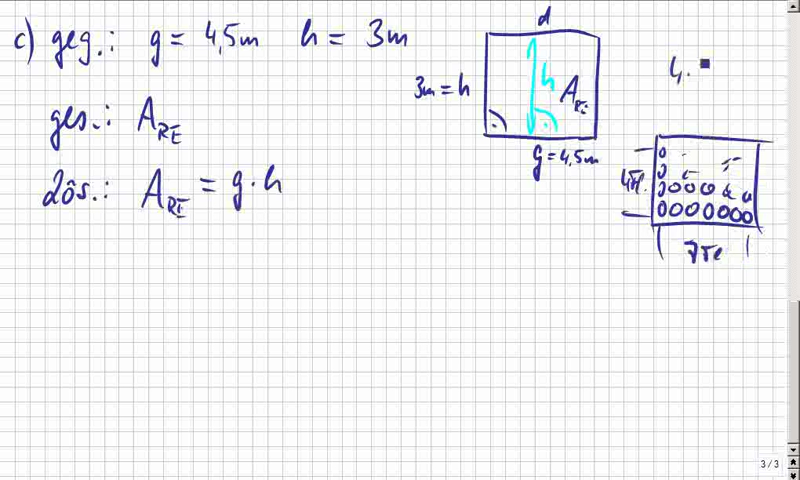 c) geg.: g = 4,5m h = 3m
ges.: A_RE
Lös.: A_RE = g · h
d
3m = h
h
A_RE
g = 4,5m
4 ·
3/3